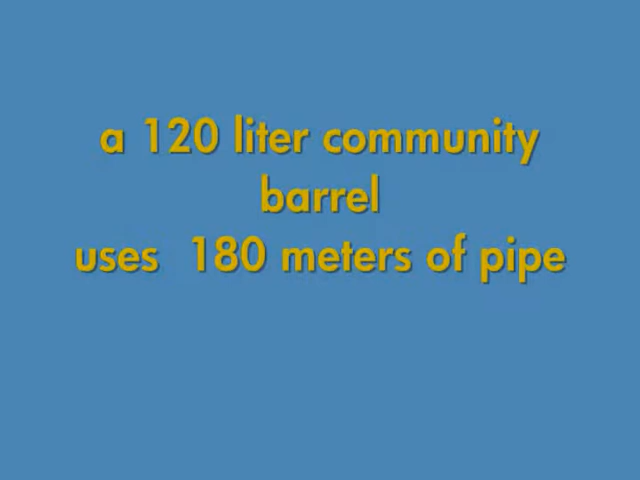 a 120 liter community
barrel
uses  180 meters of pipe